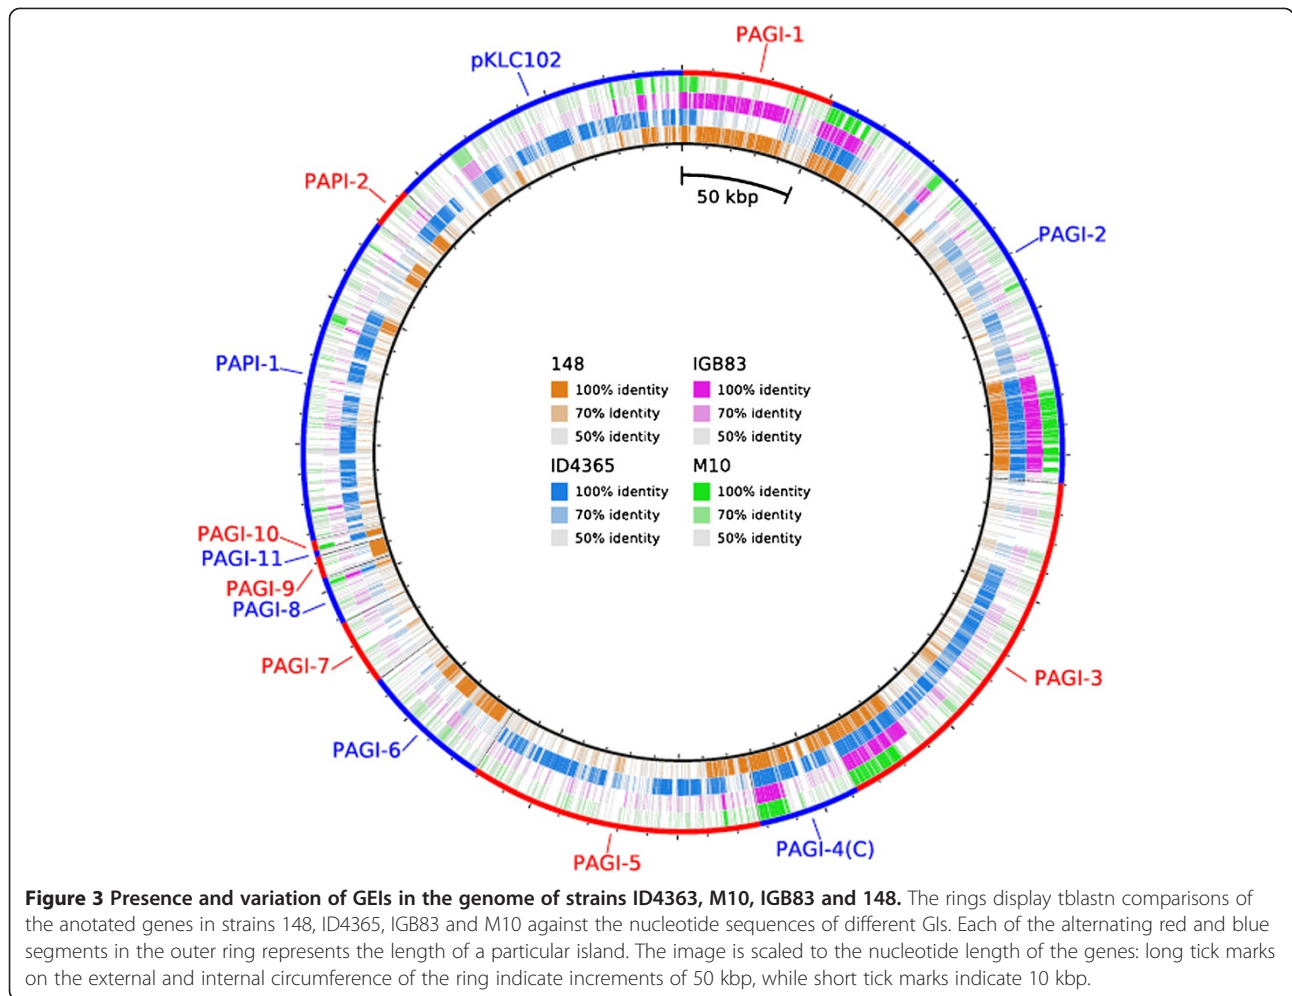 PAGI-1
pKLC102
PAPI-2
50 kbp
PAGI-2
PAPI-1
148
100% identity
70% identity
50% identity
IGB83
100% identity
70% identity
50% identity
ID4365
100% identity
70% identity
50% identity
M10
100% identity
70% identity
50% identity
PAGI-10
PAGI-11
PAGI-9
PAGI-8
PAGI-7
PAGI-3
PAGI-6
PAGI-4(C)
PAGI-5
Figure 3 Presence and variation of GEIs in the genome of strains ID4363, M10, IGB83 and 148. The rings display tblastn comparisons of
the anotated genes in strains 148, ID4365, IGB83 and M10 against the nucleotide sequences of different GIs. Each of the alternating red and blue
segments in the outer ring represents the length of a particular island. The image is scaled to the nucleotide length of the genes: long tick marks
on the external and internal circumference of the ring indicate increments of 50 kbp, while short tick marks indicate 10 kbp.